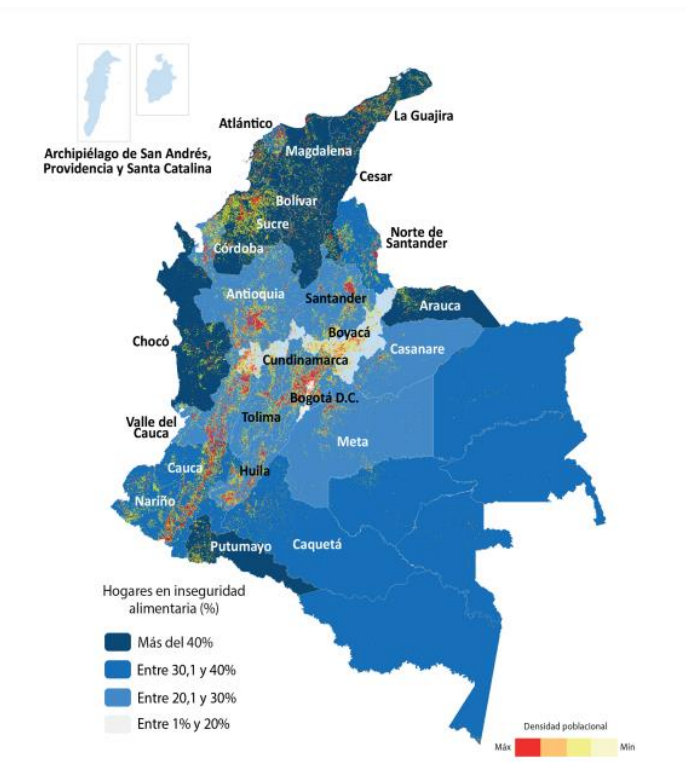 Atlántico
La Guajira
Magdalena
Archipiélago de San Andrés,
Providencia y Santa Catalina
Cesar
Bolívar
Sucre
Norte de
Santander
Córdoba
Antioquia
Santander
Arauca
Boyacá
Chocó
Casanare
Cundinamarca
Bogotá D.C.
Valle del
Cauca
Tolima
Meta
Cauca
Huila
Nariño
Putumayo
Caquetá
Hogares en inseguridad
alimentaria (%)
Más del 40%
Entre 30,1 y 40%
Entre 20,1 y 30%
Entre 1% y 20%
Densidad poblacional
Máx
Mín